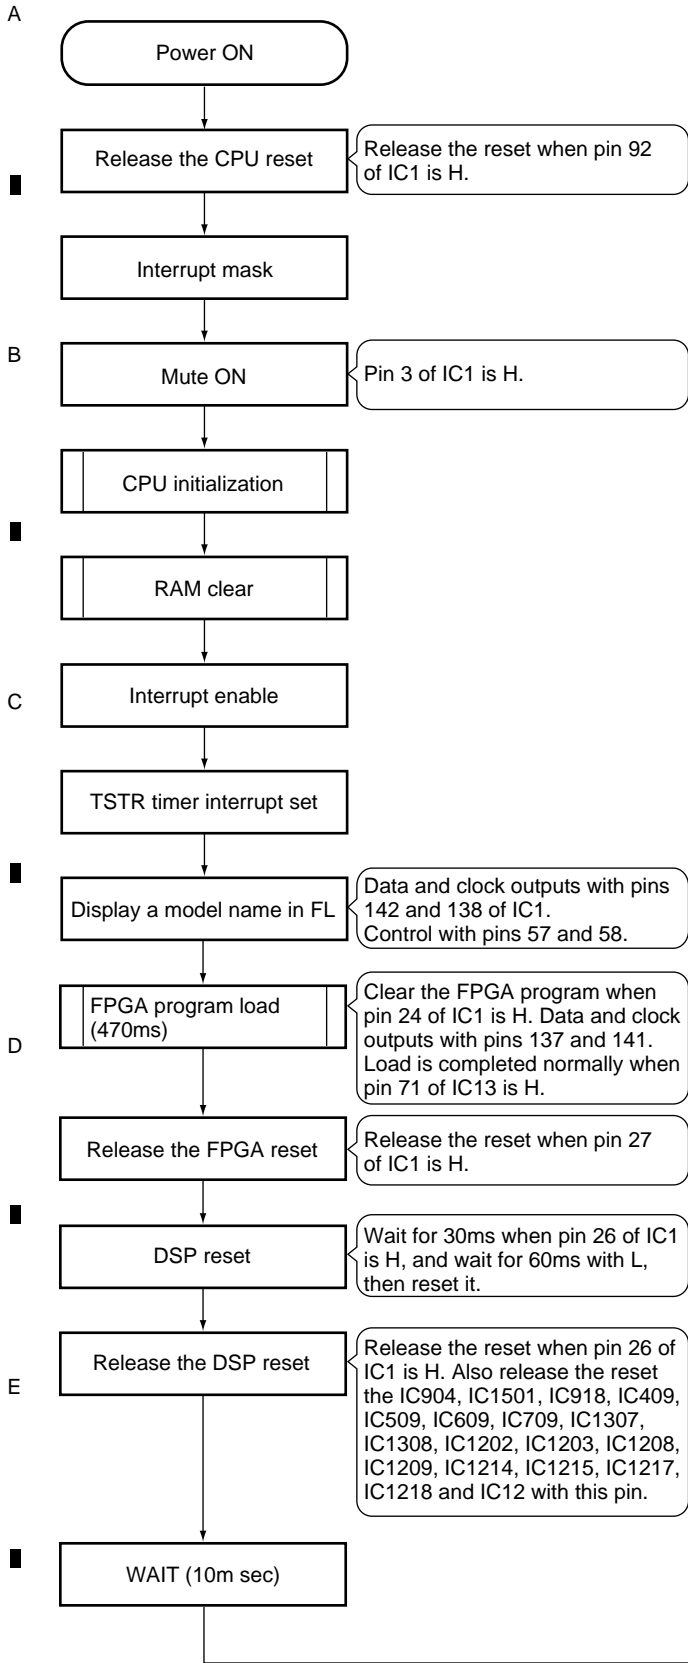 A
Power ON
Release the CPU reset
Release the reset when pin 92
of IC1 is H.
Interrupt mask
B
Mute ON
Pin 3 of IC1 is H.
CPU initialization
RAM clear
C
Interrupt enable
TSTR timer interrupt set
Display a model name in FL
Data and clock outputs with pins
142 and 138 of IC1.
Control with pins 57 and 58.
D
FPGA program load
(470ms)
Clear the FPGA program when
pin 24 of IC1 is H. Data and clock
outputs with pins 137 and 141.
Load is completed normally when
pin 71 of IC13 is H.
Release the FPGA reset
Release the reset when pin 27
of IC1 is H.
DSP reset
Wait for 30ms when pin 26 of IC1
is H, and wait for 60ms with L,
then reset it.
E
Release the DSP reset
Release the reset when pin 26 of
IC1 is H. Also release the reset
the IC904, IC1501, IC918, IC409,
IC509, IC609, IC709, IC1307,
IC1308, IC1202, IC1203, IC1208,
IC1209, IC1214, IC1215, IC1217,
IC1218 and IC12 with this pin.
WAIT (10m sec)